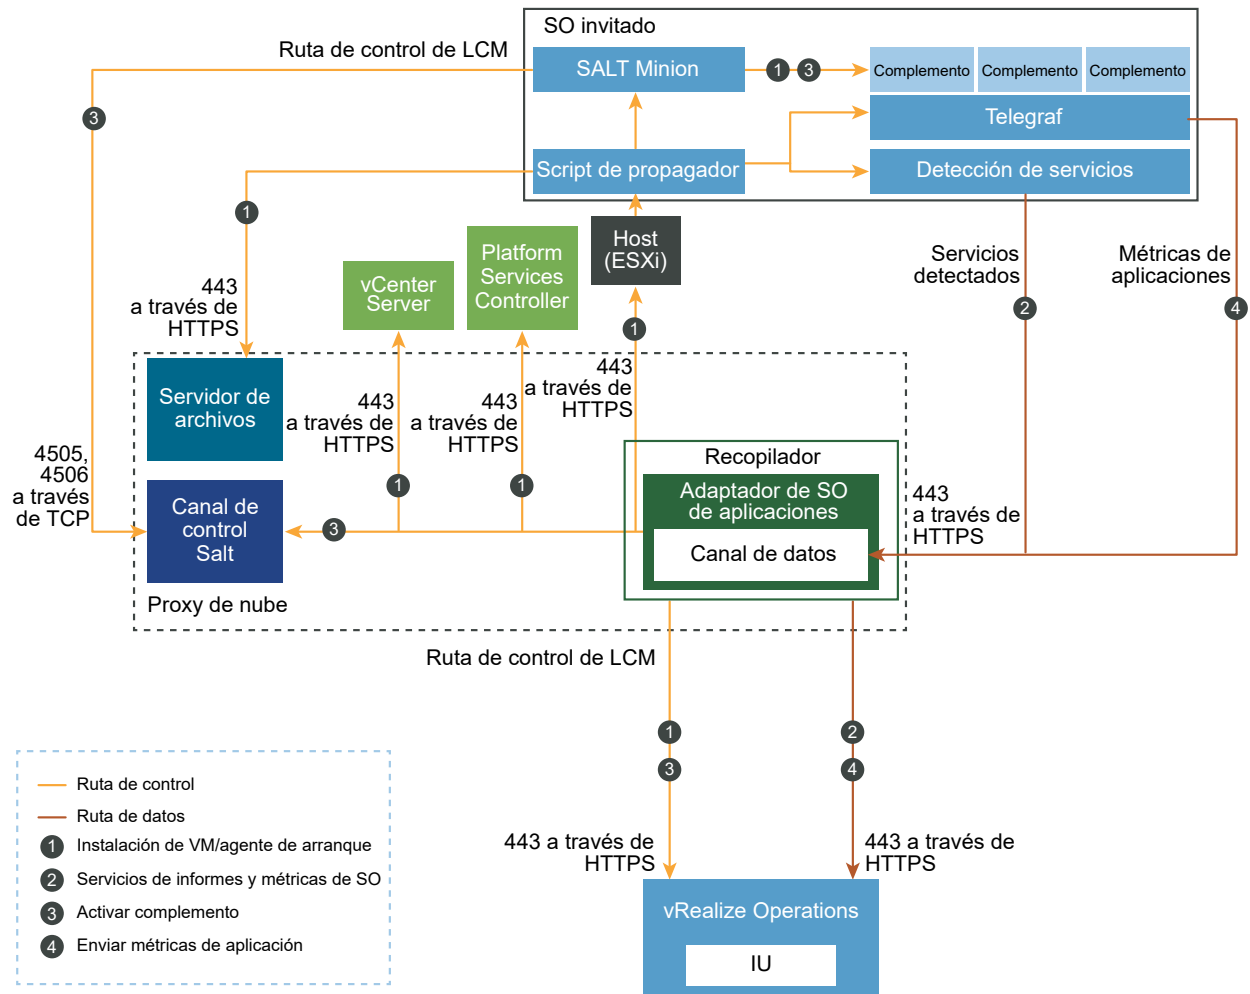 SO invitado
Ruta de control de LCM
SALT Minion
1
3
Complemento
Complemento
Complemento
Telegraf
3
Script de propagador
Detección de servicios
1
Host
(ESXi)
Platform
Services
Controller
vCenter
Server
Servicios
detectados
Métricas de
aplicaciones
443
a través de
HTTPS
1
2
4
Servidor de
archivos
443
a través de
HTTPS
443
a través de
HTTPS
443
a través de
HTTPS
4505,
4506
a través
de TCP
Canal de
control
Salt
1
1
3
Recopilador
Adaptador de SO
de aplicaciones
Canal de datos
443
a través de
HTTPS
Proxy de nube
Ruta de control de LCM
1
3
2
4
443 a través de
HTTPS
443 a través de
HTTPS
vRealize Operations
IU
Ruta de control
Ruta de datos
1 Instalación de VM/agente de arranque
2 Servicios de informes y métricas de SO
3 Activar complemento
4 Enviar métricas de aplicación